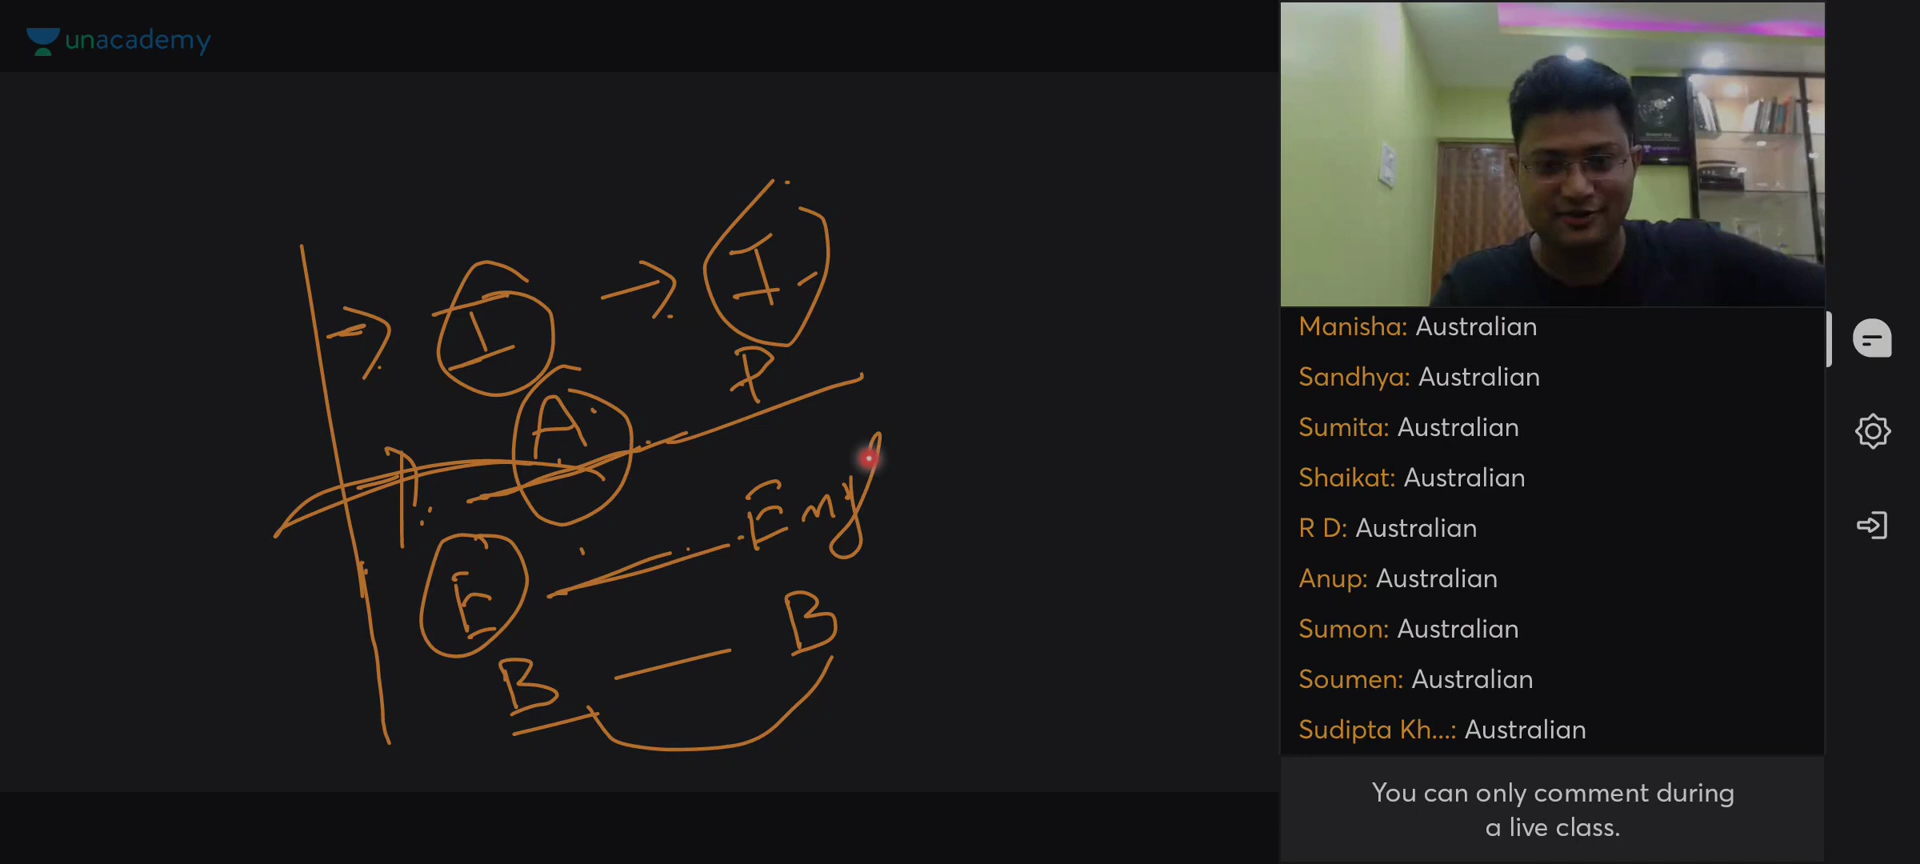 unacademy
I
I
P
A
Emy
E
B
B
Manisha: Australian
Sandhya: Australian
Sumita: Australian
Shaikat: Australian
R D: Australian
Anup: Australian
Sumon: Australian
Soumen: Australian
Sudipta Kh...: Australian
You can only comment during
a live class.